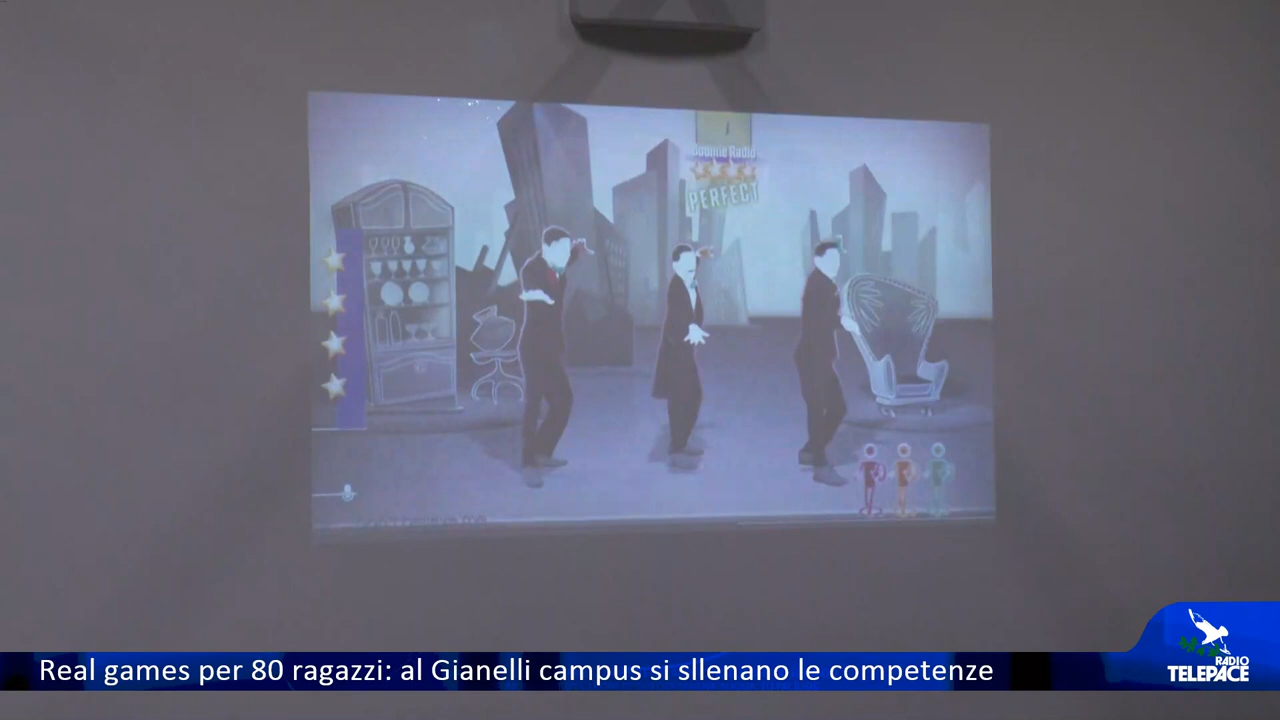 PERFECT
Real games per 80 ragazzi: al Gianelli campus si sllenano le competenze
RADIO
TELEPACE